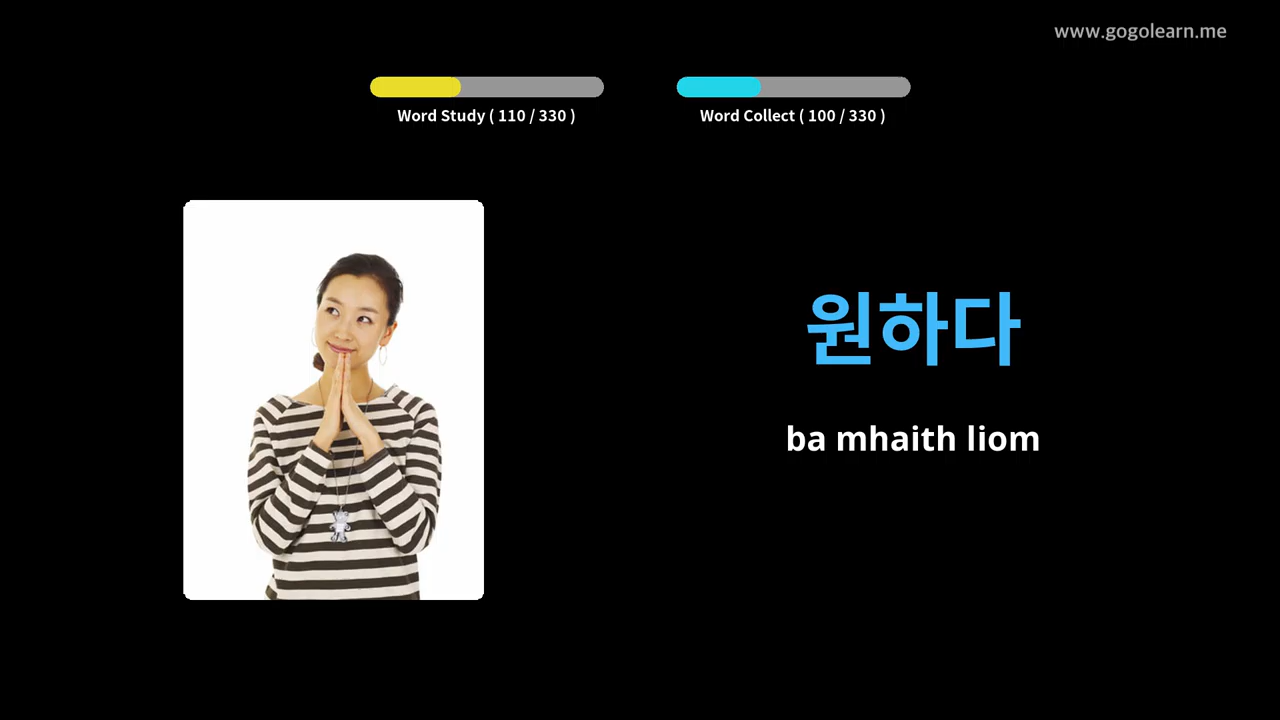 www.gogolearn.me
Word Study ( 110 / 330 )
Word Collect ( 100 / 330 )
원하다
ba mhaith liom